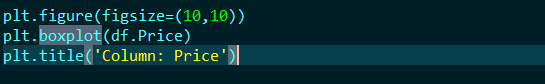 plt.figure(figsize=(10,10))
plt.boxplot(df.Price)
plt.title('Column: Price')